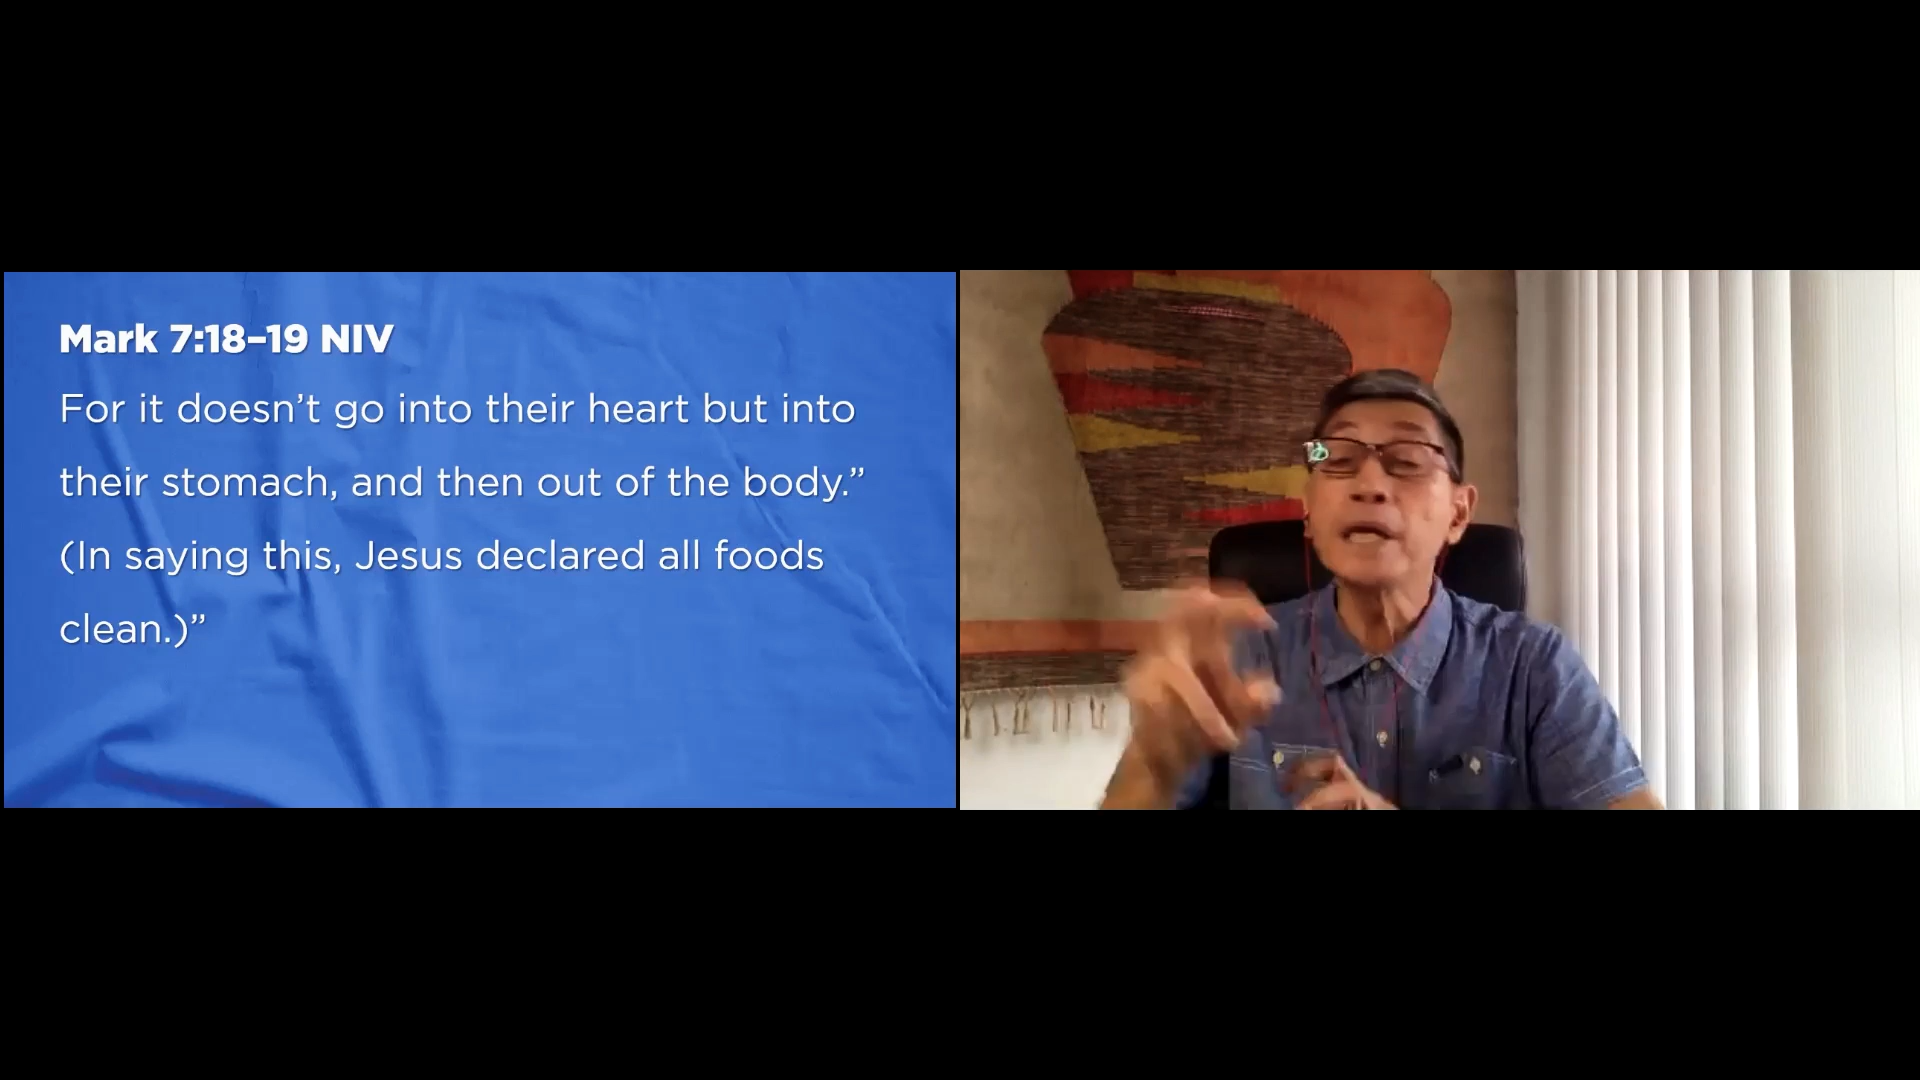 Mark 7:18–19 NIV
For it doesn’t go into their heart but into
their stomach, and then out of the body.”
(In saying this, Jesus declared all foods
clean.)”